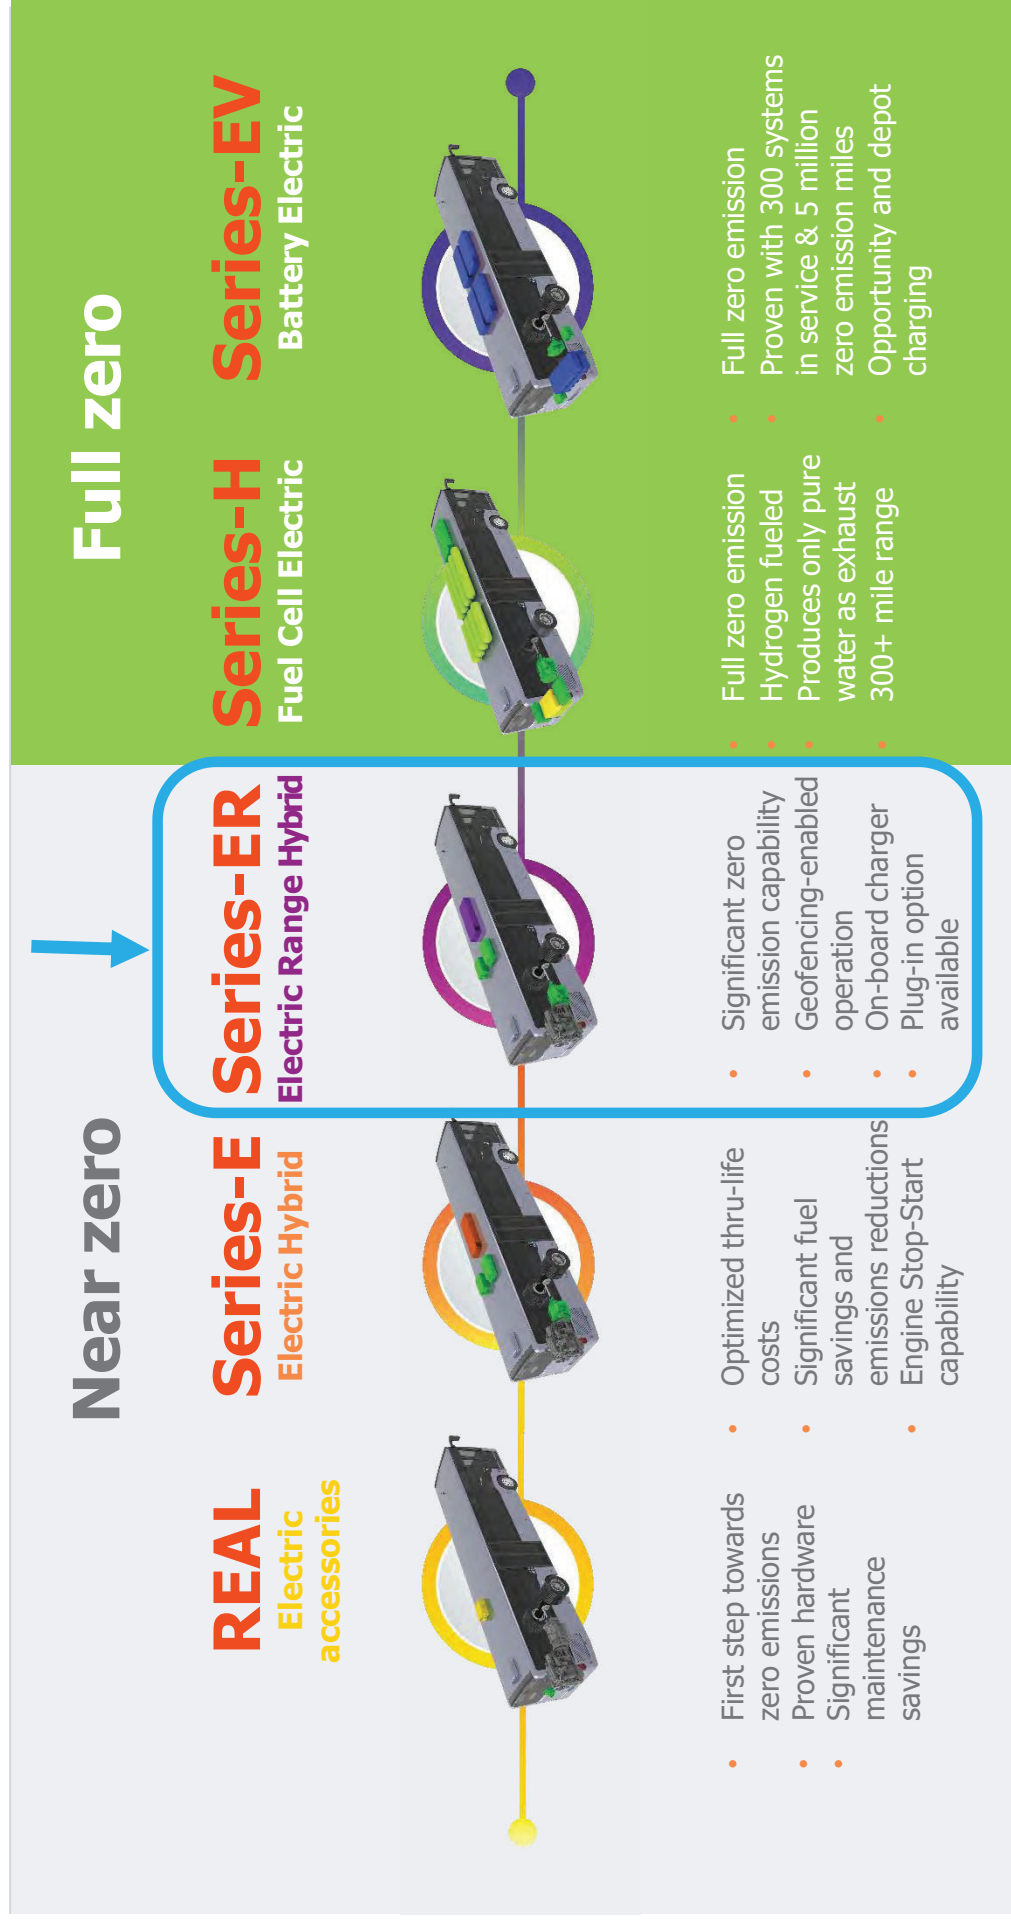 Near zero
Full zero
REAL
Electric
accessories
• First step towards
zero emissions
• Proven hardware
• Significant
maintenance
savings
Series-E
Electric Hybrid
• Optimized thru-life
costs
• Significant fuel
savings and
emissions reductions
• Engine Stop-Start
capability
Series-ER
Electric Range Hybrid
• Significant zero
emission capability
• Geofencing-enabled
operation
• On-board charger
• Plug-in option
available
Series-H
Fuel Cell Electric
• Full zero emission
• Hydrogen fueled
• Produces only pure
water as exhaust
• 300+ mile range
Series-EV
Battery Electric
• Full zero emission
• Proven with 300 systems
in service & 5 million
zero emission miles
• Opportunity and depot
charging